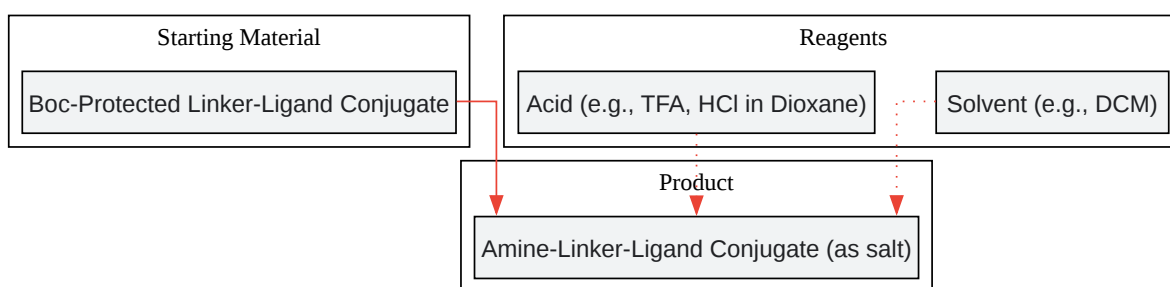 Starting Material
Reagents
Boc-Protected Linker-Ligand Conjugate
Acid (e.g., TFA, HCl in Dioxane)
Solvent (e.g., DCM)
Product
Amine-Linker-Ligand Conjugate (as salt)